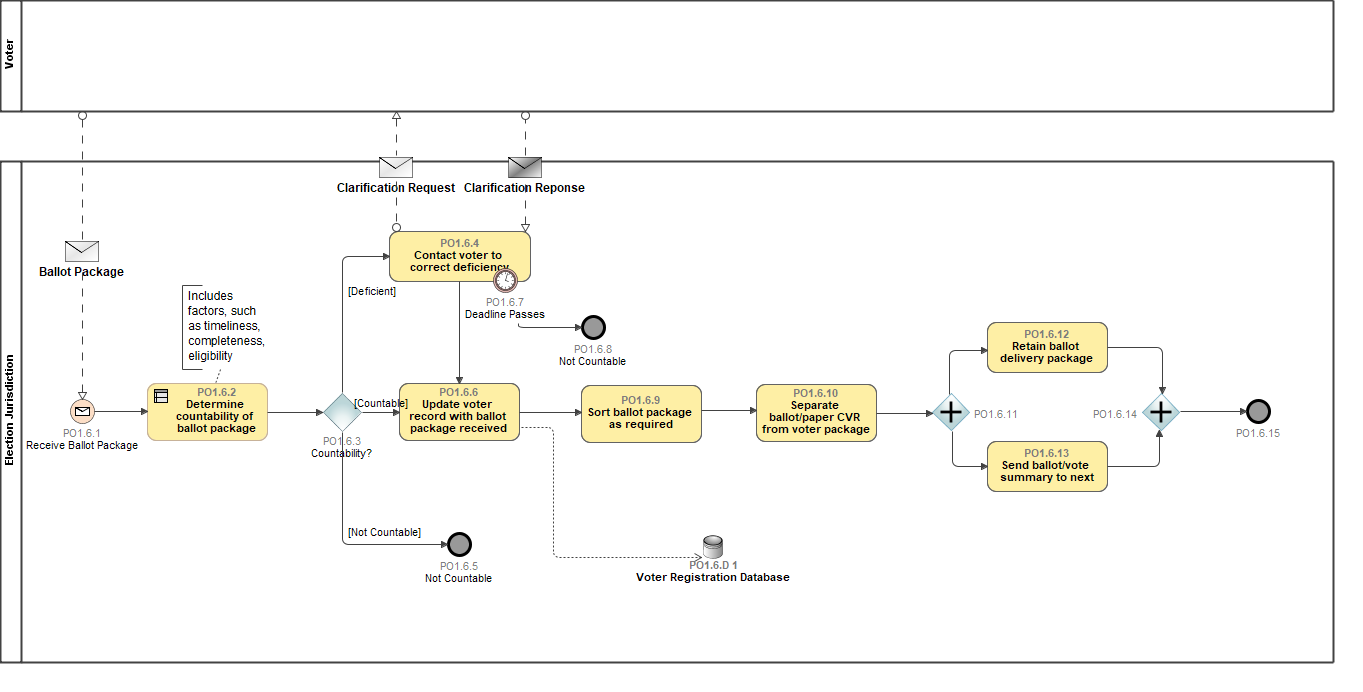 Voter
Election Jurisdiction
Clarification Request
Clarification Reponse
Ballot Package
PO1.6.4
Contact voter to
correct deficiency
[Deficient]
PO1.6.7
Deadline Passes
PO1.6.8
Not Countable
Includes
factors, such
as timeliness,
completeness,
eligibility
PO1.6.1
Receive Ballot Package
PO1.6.2
Determine
countability of
ballot package
PO1.6.3
Countability?
[Countable]
PO1.6.6
Update voter
record with ballot
package received
PO1.6.9
Sort ballot package
as required
PO1.6.10
Separate
ballot/paper CVR
from voter package
PO1.6.11
PO1.6.12
Retain ballot
delivery package
PO1.6.13
Send ballot/vote
summary to next
PO1.6.14
PO1.6.15
[Not Countable]
PO1.6.5
Not Countable
PO1.6.D 1
Voter Registration Database